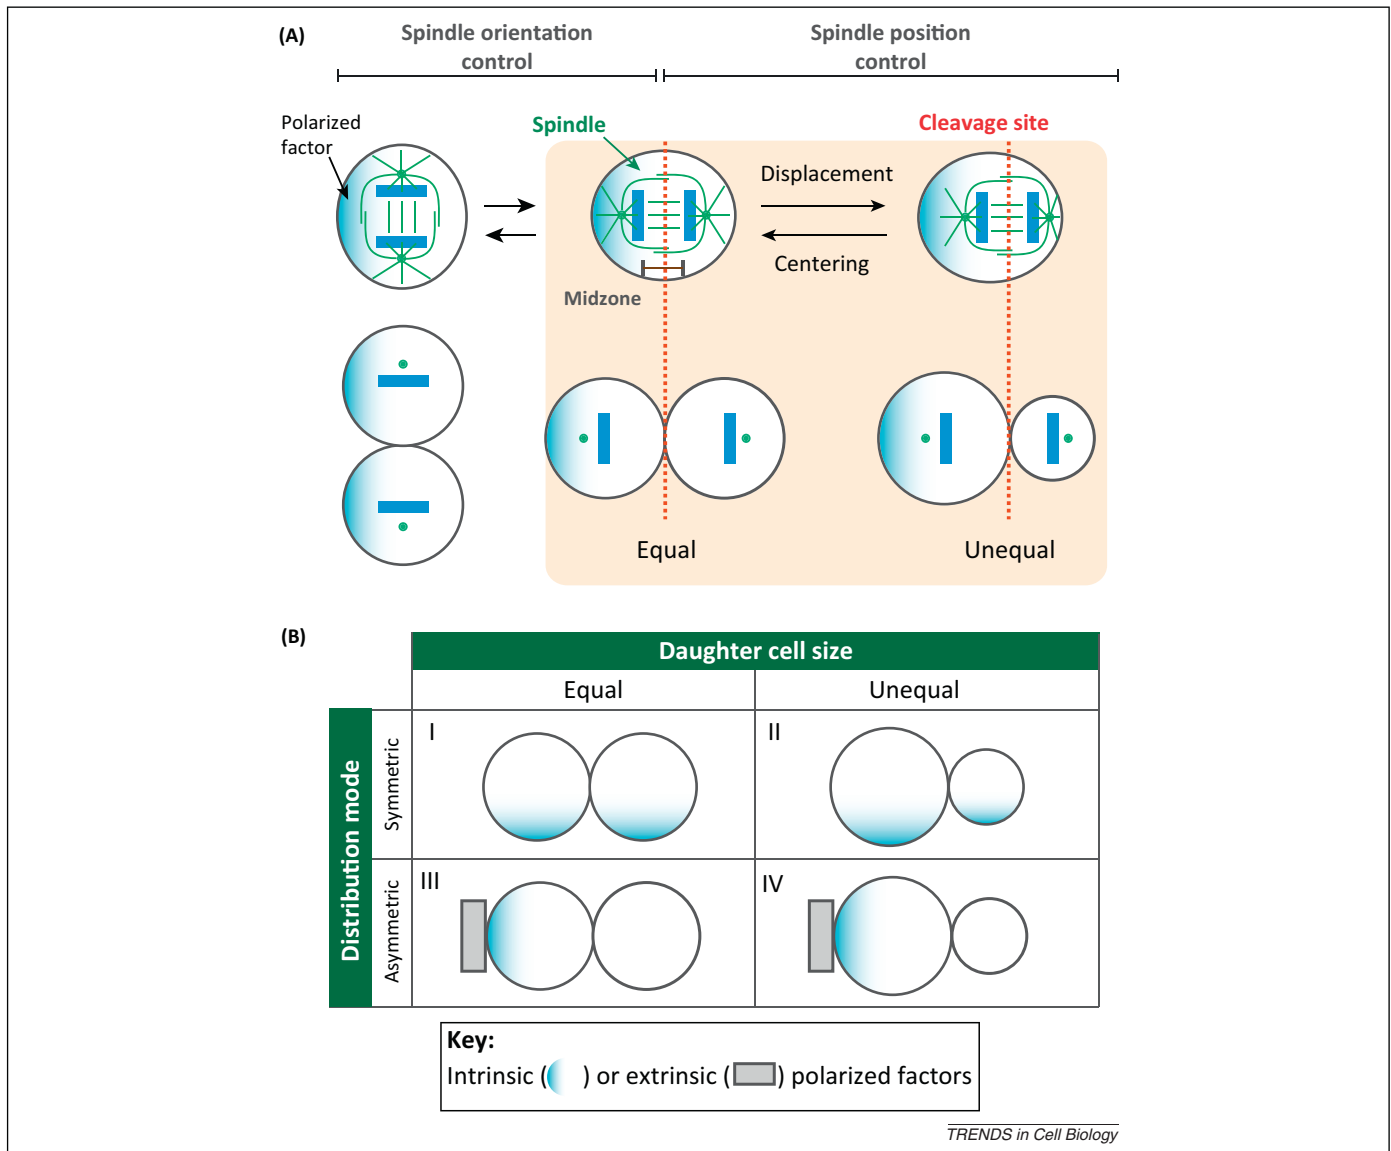 (A)
Spindle orientation
control
Spindle position
control
Polarized
factor
Spindle
Cleavage site
Displacement
Centering
Midzone
Equal
Unequal
(B)
Daughter cell size
Equal
Unequal
Distribution mode
Symmetric
I
II
Asymmetric
III
IV
Key:
Intrinsic ( ) or extrinsic ( ) polarized factors
TRENDS in Cell Biology